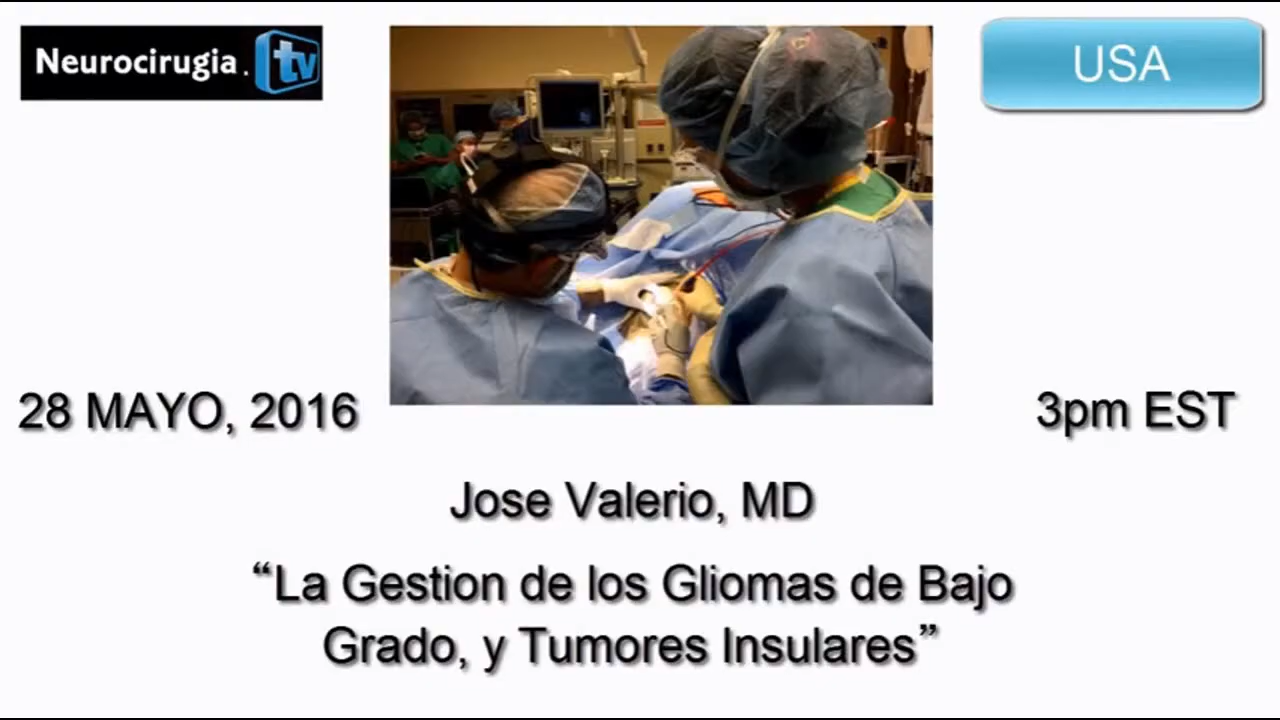 Neurocirugia.tv
USA
28 MAYO, 2016
3pm EST
Jose Valerio, MD
“La Gestion de los Gliomas de Bajo
Grado, y Tumores Insulares”